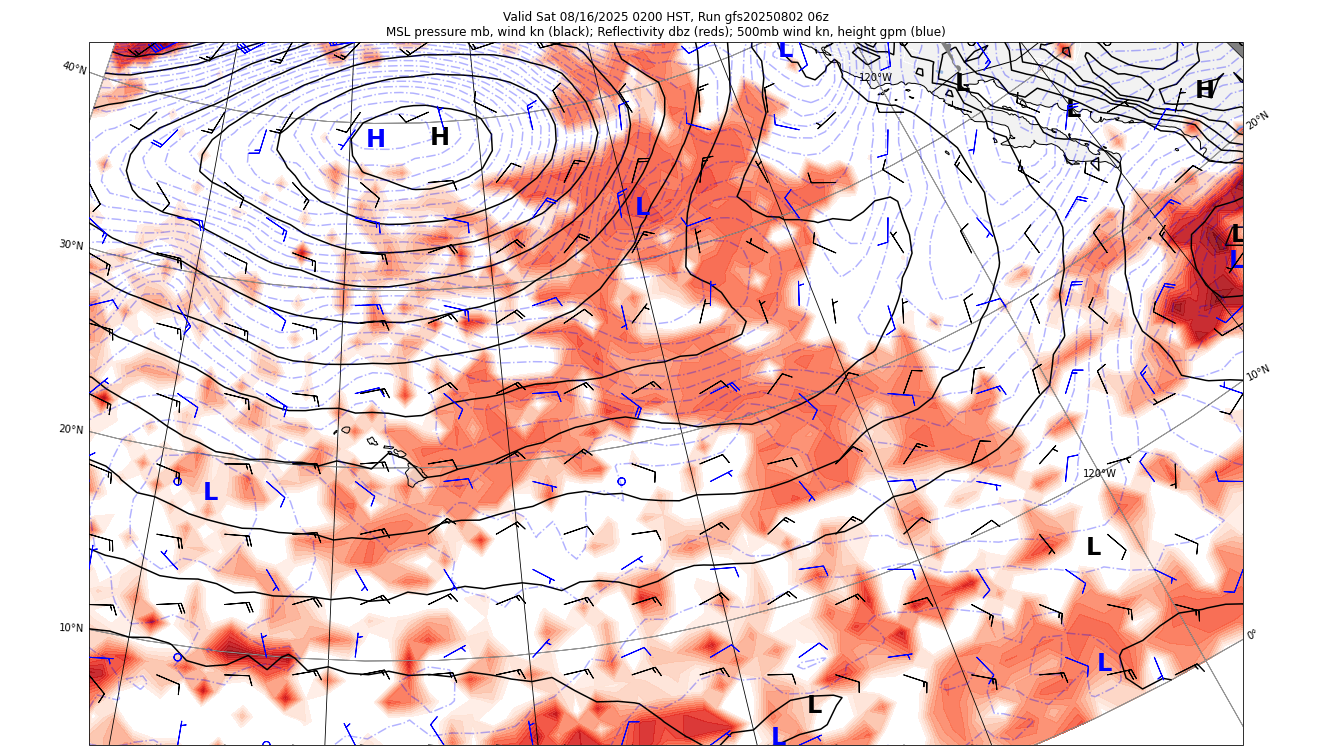 Valid Sat 08/16/2025 0200 HST, Run gfs20250802 06z
MSL pressure mb, wind kn (black); Reflectivity dbz (reds); 500mb wind kn, height gpm (blue)
L
40°N
120°W
L
H
L
20°N
H
H
L
30°N
L
L
10°N
20°N
120°W
L
L
10°N
0°
L
L
L